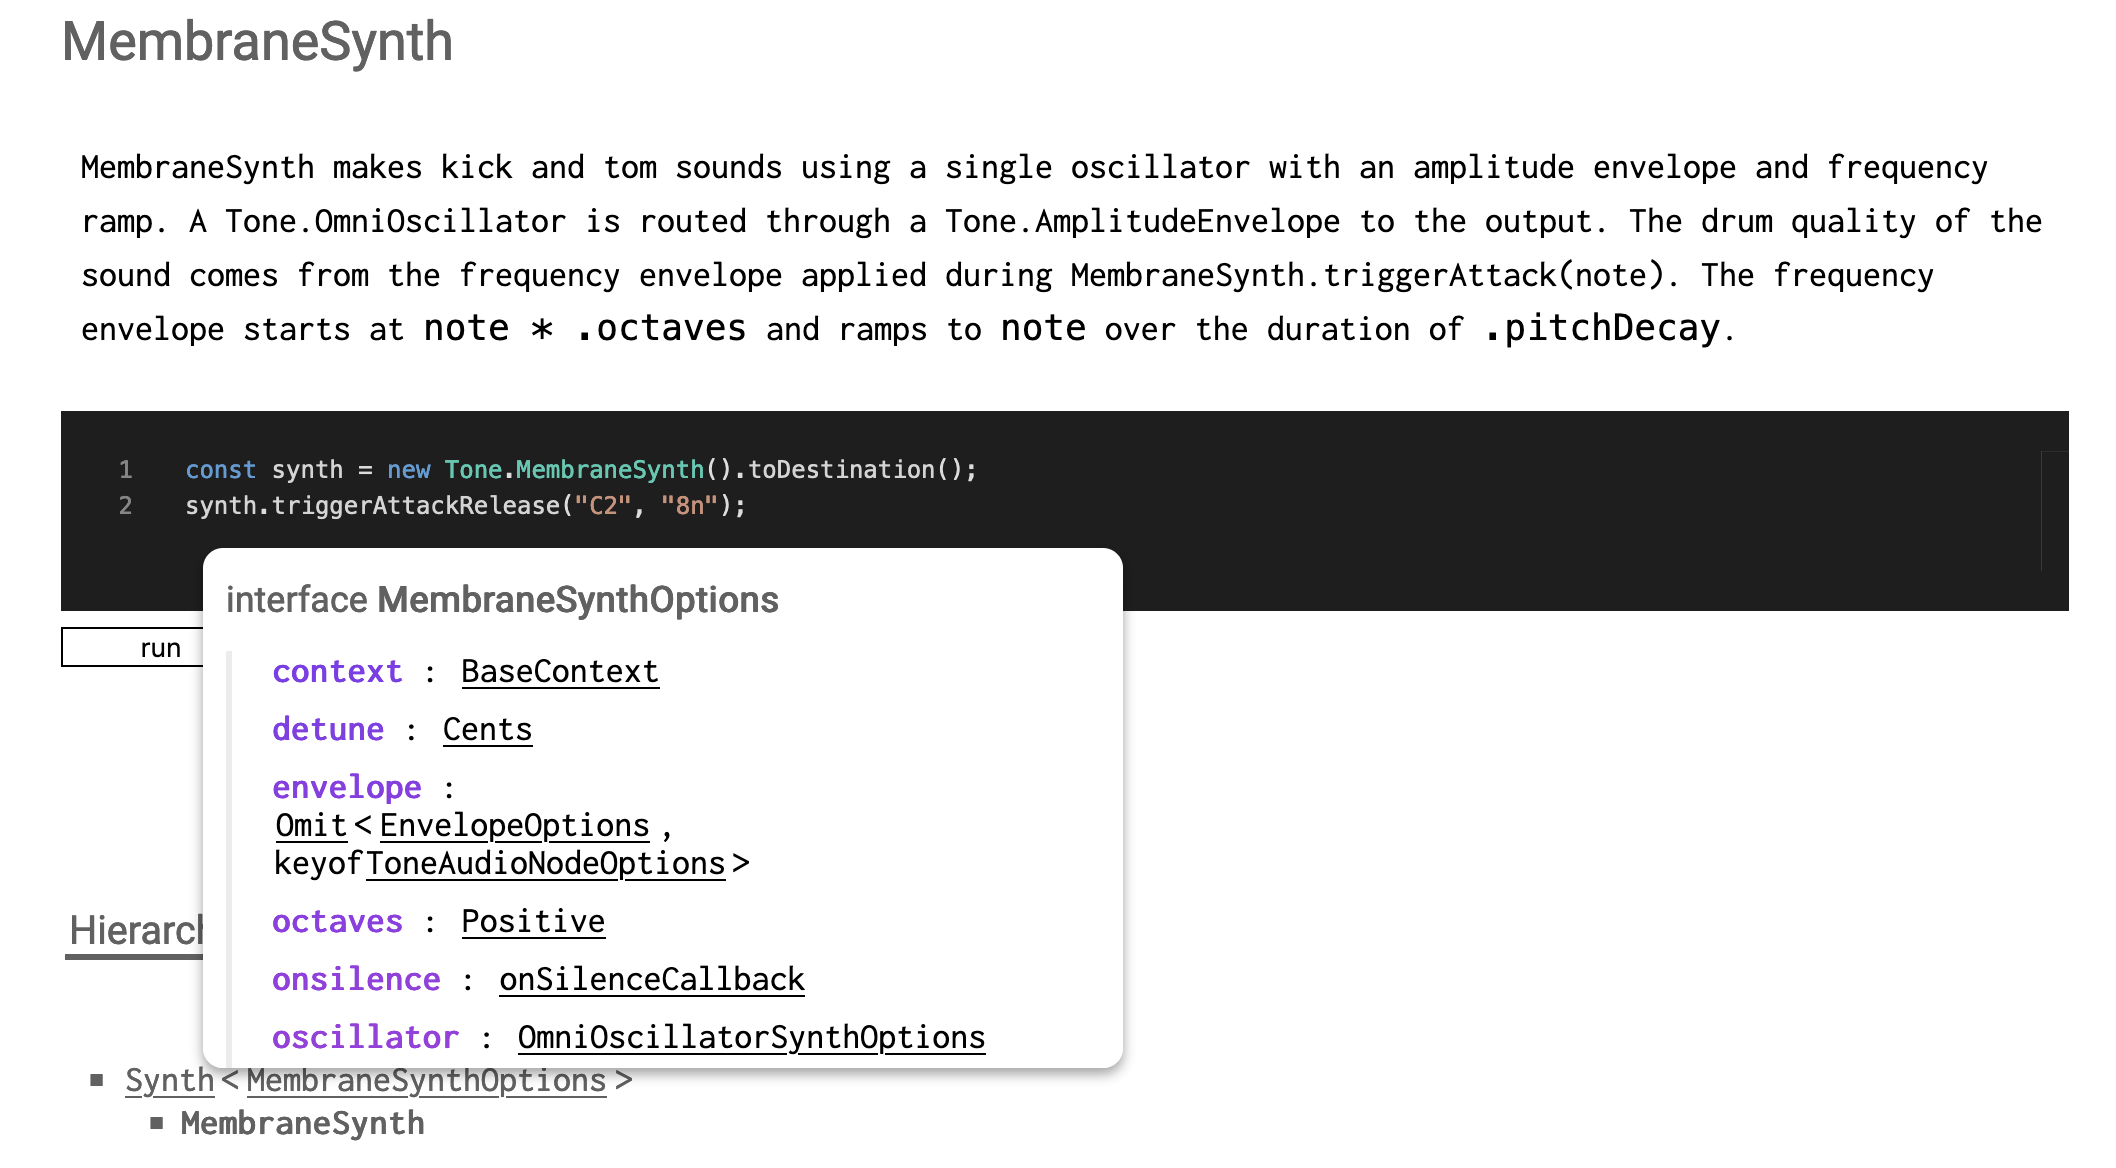 MembraneSynth
MembraneSynth makes kick and tom sounds using a single oscillator with an amplitude envelope and frequency
ramp. A Tone.OmniOscillator is routed through a Tone.AmplitudeEnvelope to the output. The drum quality of the
sound comes from the frequency envelope applied during MembraneSynth.triggerAttack(note). The frequency
envelope starts at note * .octaves and ramps to note over the duration of .pitchDecay.
1 const synth = new Tone.MembraneSynth().toDestination();
2 synth.triggerAttackRelease("C2", "8n");
interface MembraneSynthOptions
run
context : BaseContext
detune : Cents
envelope :
Omit<EnvelopeOptions ,
keyofToneAudioNodeOptions>
octaves : Positive
Hierarch
onsilence : onSilenceCallback
oscillator : OmniOscillatorSynthOptions
Synth<MembraneSynthOptions>
MembraneSynth